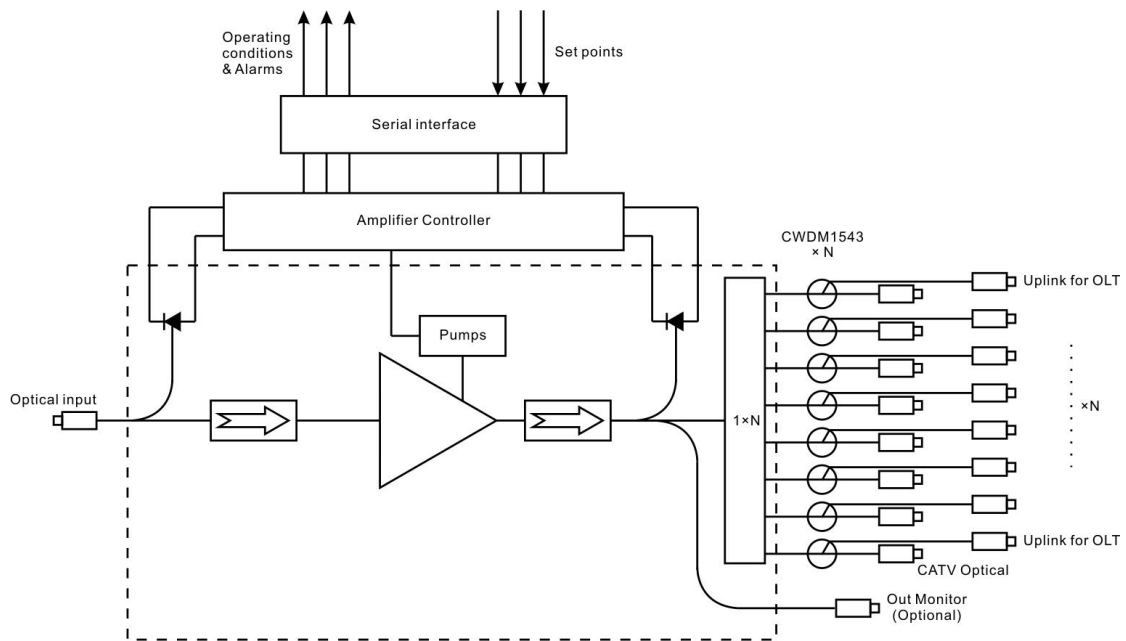 Operating
conditions
& Alarms
Set points
Serial interface
Amplifier Controller
CWDM1543
× N
Uplink for OLT
Pumps
Optical input
1×N
×N
Uplink for OLT
CATV Optical
Out Monitor
(Optional)